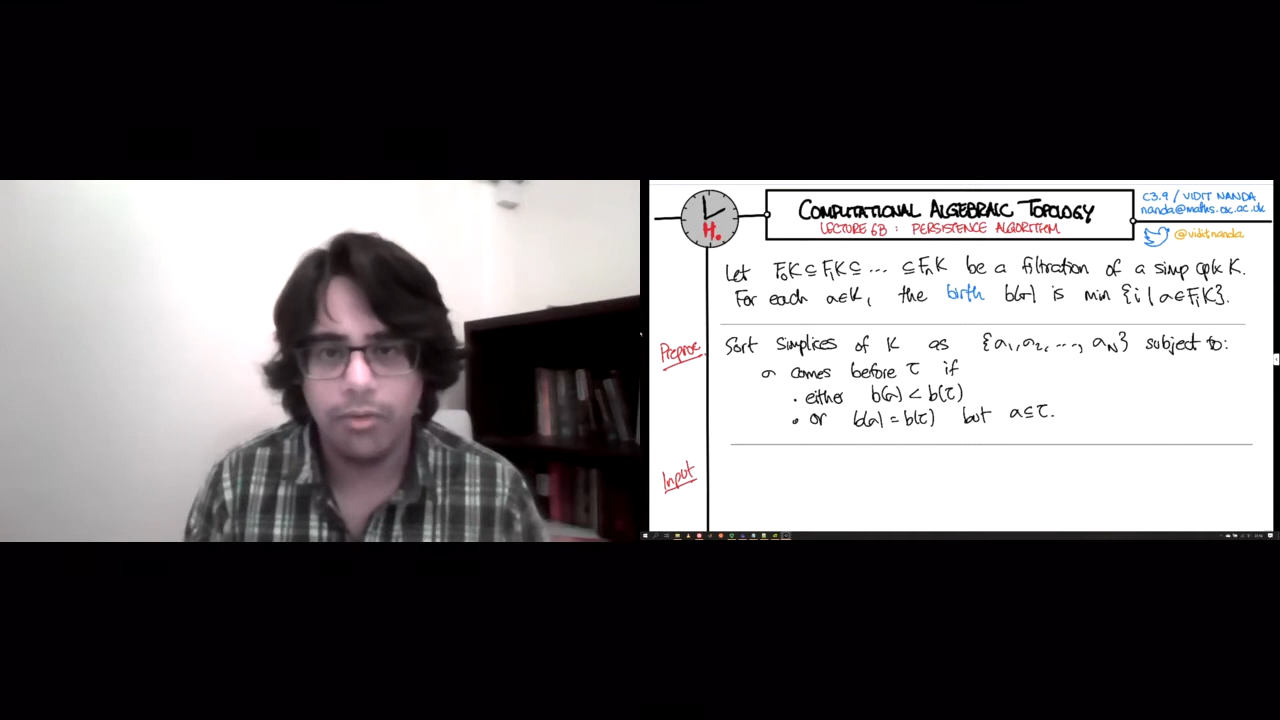 COMPUTATIONAL ALGEBRAIC TOPOLOGY
LECTURE 6B : PERSISTENCE ALGORITHM
C3.9 / VIDIT NANDA
nanda@maths.ox.ac.uk
@viditnanda
H.
Let F₀K ⊆ F₁K ⊆ ... ⊆ FₙK be a filtration of a simp cplx K.
For each σ∈K, the birth b(σ) is min {i | σ∈FᵢK}.
Preproc.
Sort simplices of K as {σ₁, σ₂, ..., σ_N} subject to:
σ comes before τ if
• either b(σ) < b(τ)
• or b(σ) = b(τ) but σ⊆τ.
Input